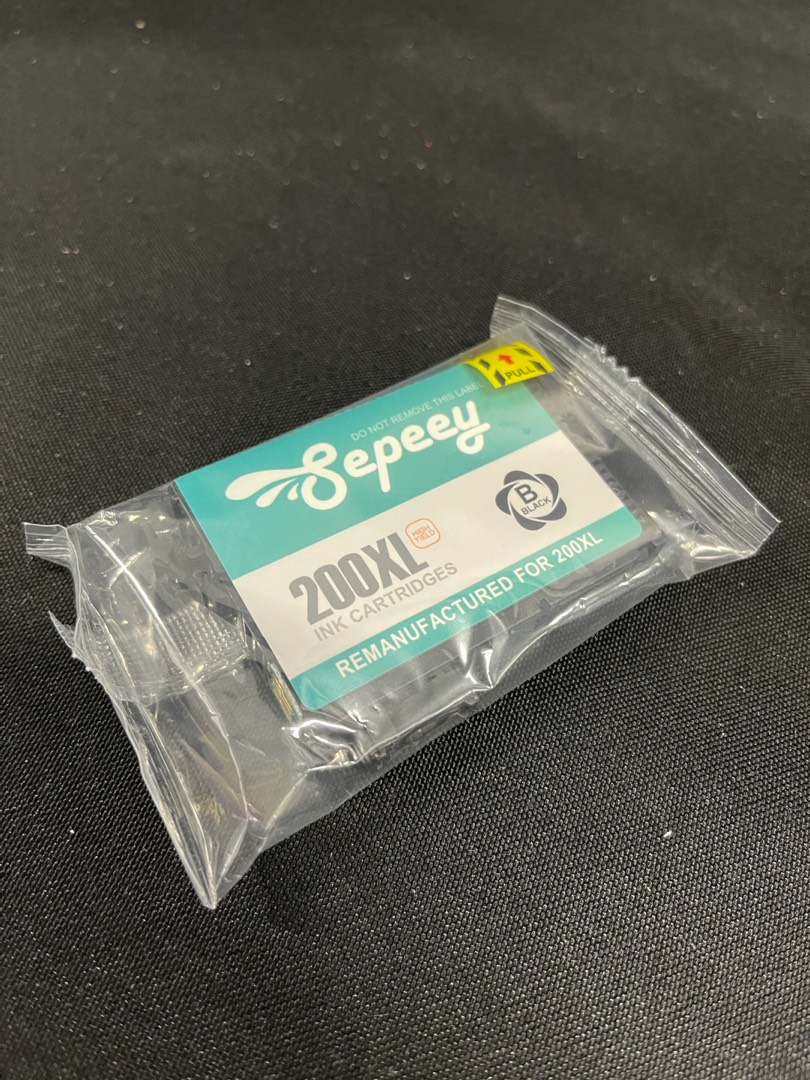 PULL
DO NOT REMOVE THIS LABEL
Sepeey
200XL
HIGH
YIELD
INK CARTRIDGES
B
BLACK
REMANUFACTURED FOR 200XL